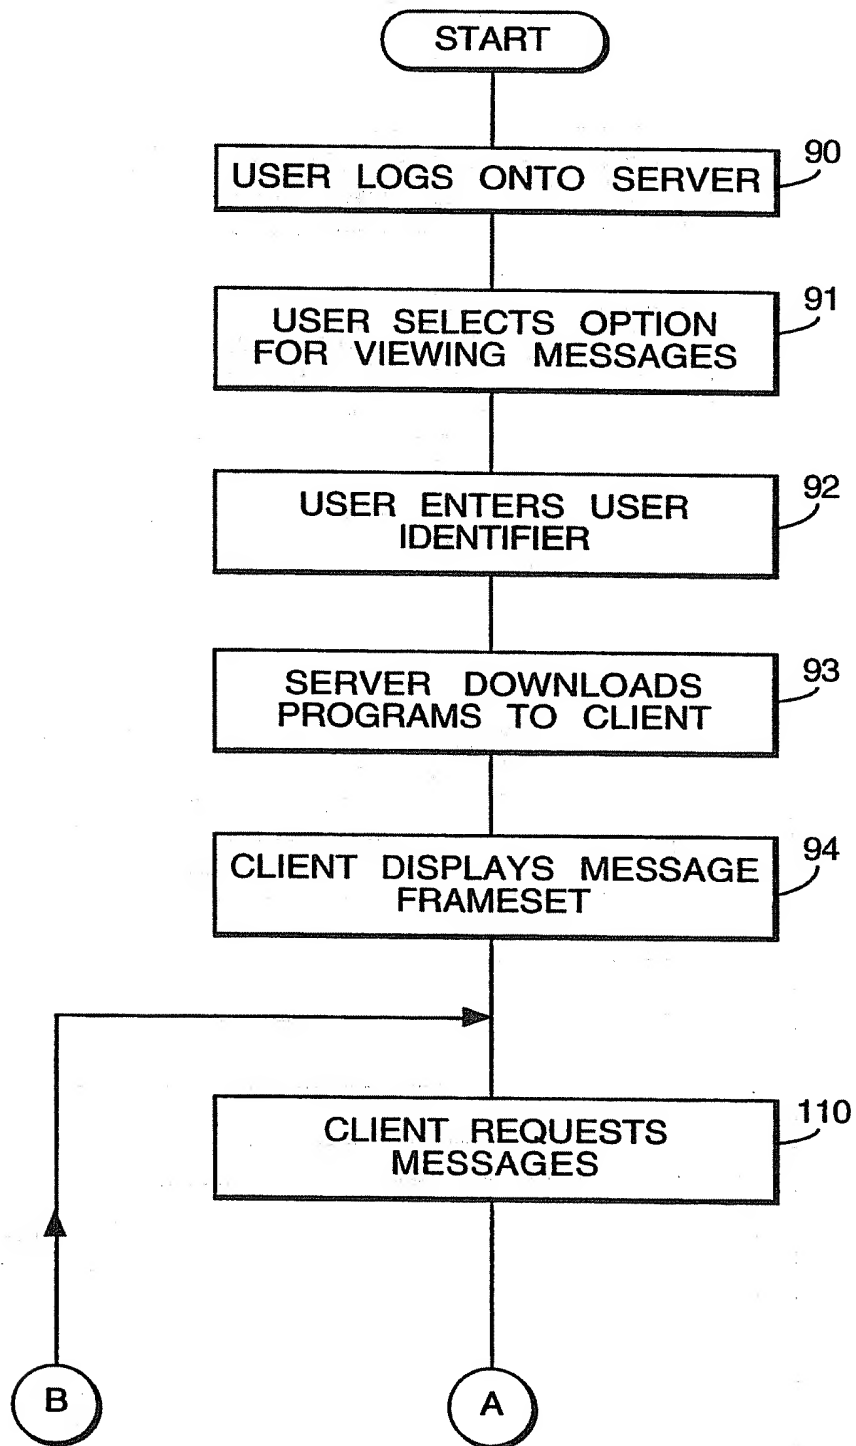 START
90
USER LOGS ONTO SERVER
91
USER SELECTS OPTION
FOR VIEWING MESSAGES
92
USER ENTERS USER
IDENTIFIER
93
SERVER DOWNLOADS
PROGRAMS TO CLIENT
94
CLIENT DISPLAYS MESSAGE
FRAMESET
110
CLIENT REQUESTS
MESSAGES
B
A